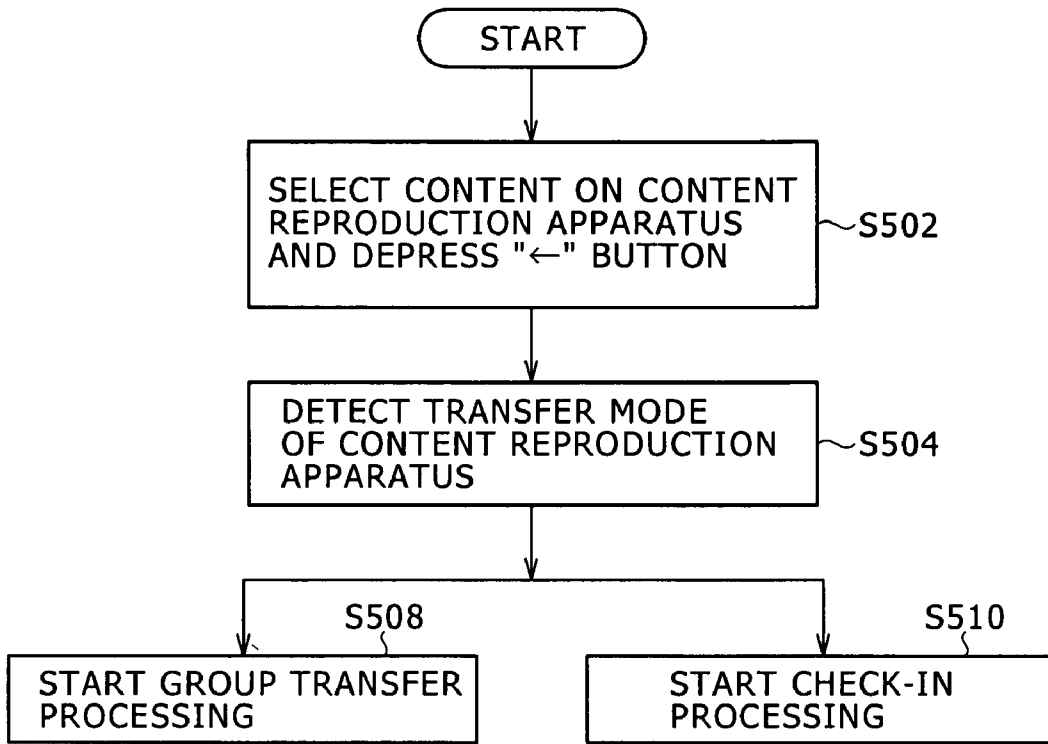 START
SELECT CONTENT ON CONTENT
REPRODUCTION APPARATUS
AND DEPRESS "←" BUTTON
S502
DETECT TRANSFER MODE
OF CONTENT REPRODUCTION
APPARATUS
S504
S508
S510
START GROUP TRANSFER
PROCESSING
START CHECK-IN
PROCESSING